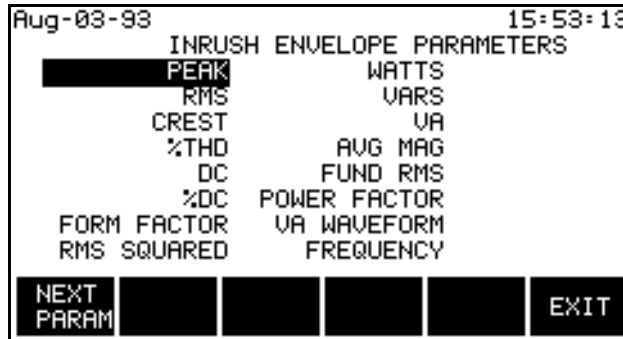 Aug-03-93 15:53:13
INRUSH ENVELOPE PARAMETERS
PEAK WATTS
RMS VARS
CREST VA
%THD AVG MAG
DC FUND RMS
%DC POWER FACTOR
FORM FACTOR VA WAVEFORM
RMS SQUARED FREQUENCY
NEXT
PARAM
EXIT